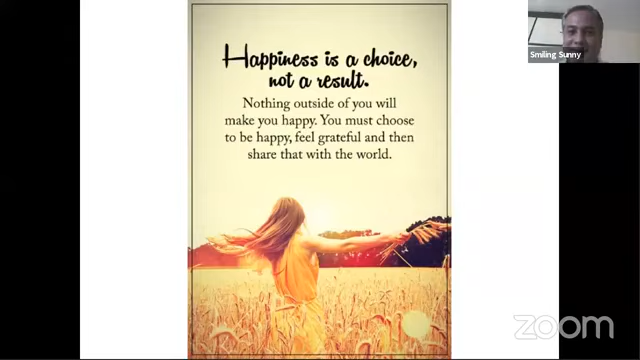 Happiness is a choice,
not a result.
Nothing outside of you will
make you happy. You must choose
to be happy, feel grateful and then
share that with the world.
Smiling Sunny
zoom